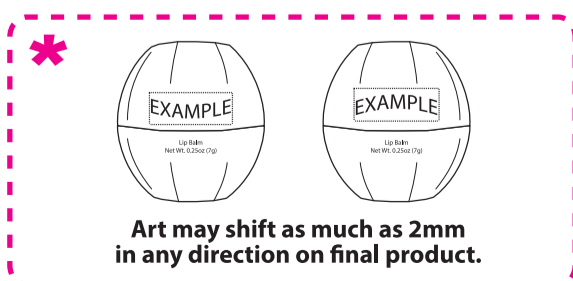 *
EXAMPLE
Lip Balm
Net Wt. 0.25oz (7g)
EXAMPLE
Lip Balm
Net Wt. 0.25oz (7g)
Art may shift as much as 2mm
in any direction on final product.